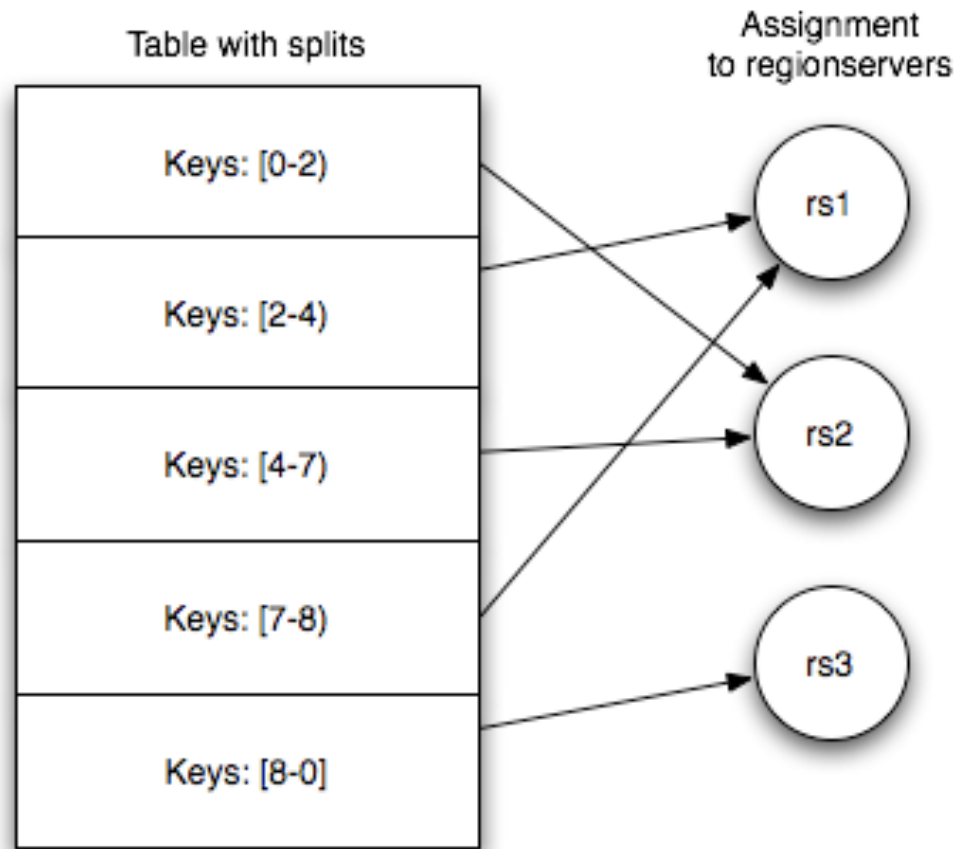 Table with splits
Assignment
to regionservers
Keys: [0-2)
Keys: [2-4)
Keys: [4-7)
Keys: [7-8)
Keys: [8-0]
rs1
rs2
rs3